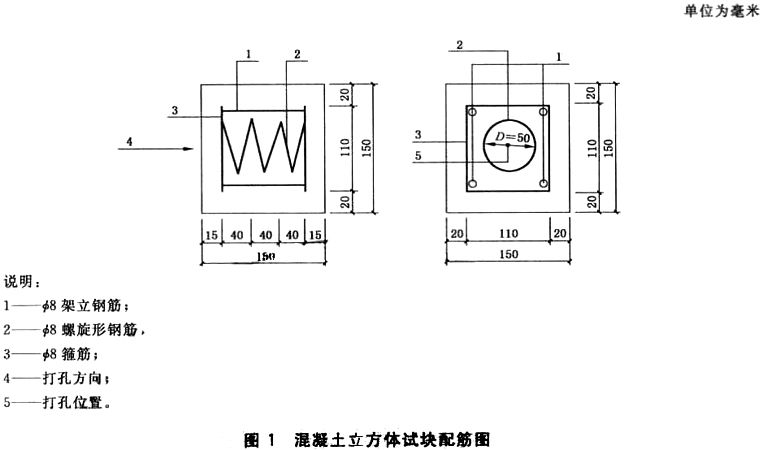 单位为毫米
1 2
3
4
20
110 150
20
15 40 40 40 15
150
2 1
3
5
D=50
20
110 150
20
20 110 20
150
说明：
1——φ8 架立钢筋；
2——φ8 螺旋形钢筋，
3——φ8 箍筋；
4——打孔方向；
5——打孔位置。
图 1 混凝土立方体试块配筋图